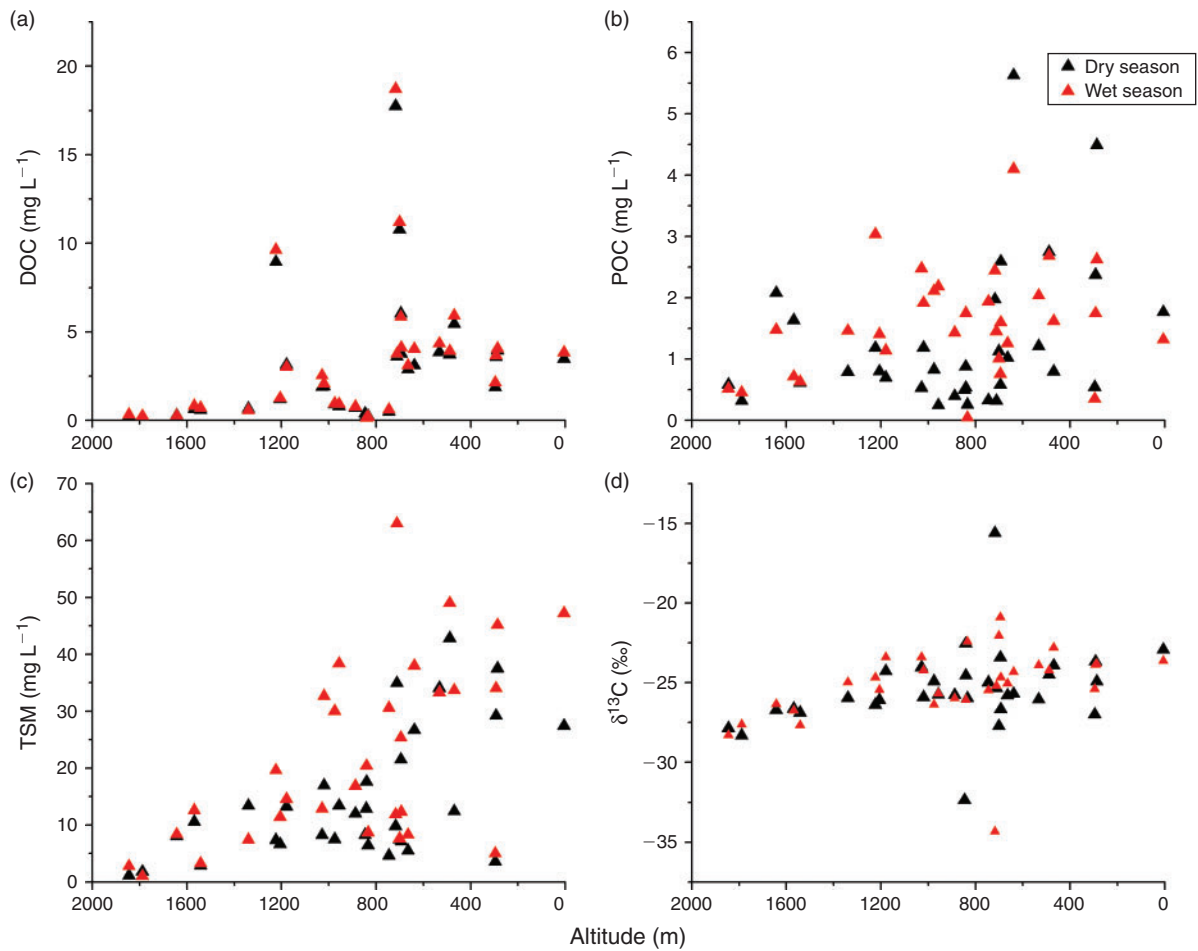 (a)
DOC (mg L−1)
20
15
10
5
0
2000 1600 1200 800 400 0
(b)
POC (mg L−1)
6
5
4
3
2
1
0
2000 1600 1200 800 400 0
Dry season
Wet season
(c)
TSM (mg L−1)
70
60
50
40
30
20
10
0
2000 1600 1200 800 400 0
(d)
δ13C (‰)
−15
−20
−25
−30
−35
2000 1600 1200 800 400 0
Altitude (m)